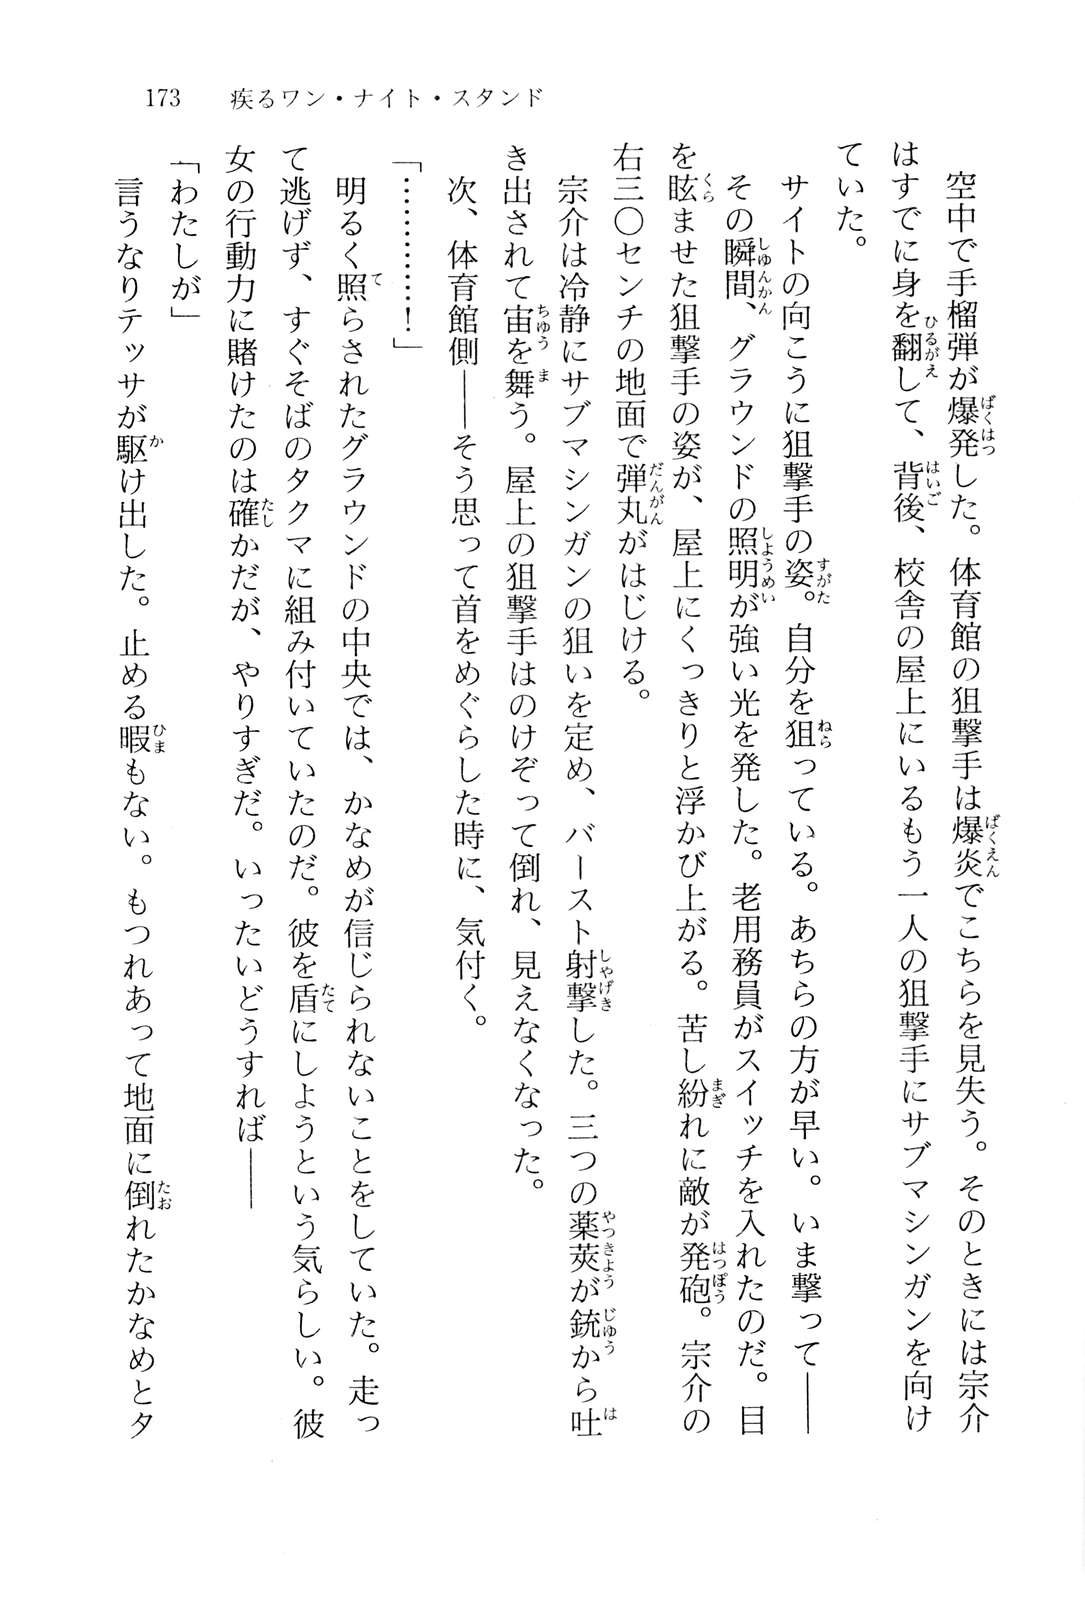 173　疾るワン・ナイト・スタンド
　空中で手榴弾が爆発した。体育館の狙撃手は爆炎でこちらを見失う。そのときには宗介
はすでに身を翻して、背後、校舎の屋上にいるもう一人の狙撃手にサブマシンガンを向け
ていた。
　サイトの向こうに狙撃手の姿。自分を狙っている。あちらの方が早い。いま撃って――
　その瞬間、グラウンドの照明が強い光を発した。老用務員がスイッチを入れたのだ。目
を眩ませた狙撃手の姿が、屋上にくっきりと浮かび上がる。苦し紛れに敵が発砲。宗介の
右三〇センチの地面で弾丸がはじける。
　宗介は冷静にサブマシンガンの狙いを定め、バースト射撃した。三つの薬莢が銃から吐
き出されて宙を舞う。屋上の狙撃手はのけぞって倒れ、見えなくなった。
　次、体育館側――そう思って首をめぐらした時に、気付く。
「…………！」
　明るく照らされたグラウンドの中央では、かなめが信じられないことをしていた。走っ
て逃げず、すぐそばのタクマに組み付いていたのだ。彼を盾にしようという気らしい。彼
女の行動力に賭けたのは確かだが、やりすぎだ。いったいどうすれば――
「わたしが」
　言うなりテッサが駆け出した。止める暇もない。もつれあって地面に倒れたかなめとタ